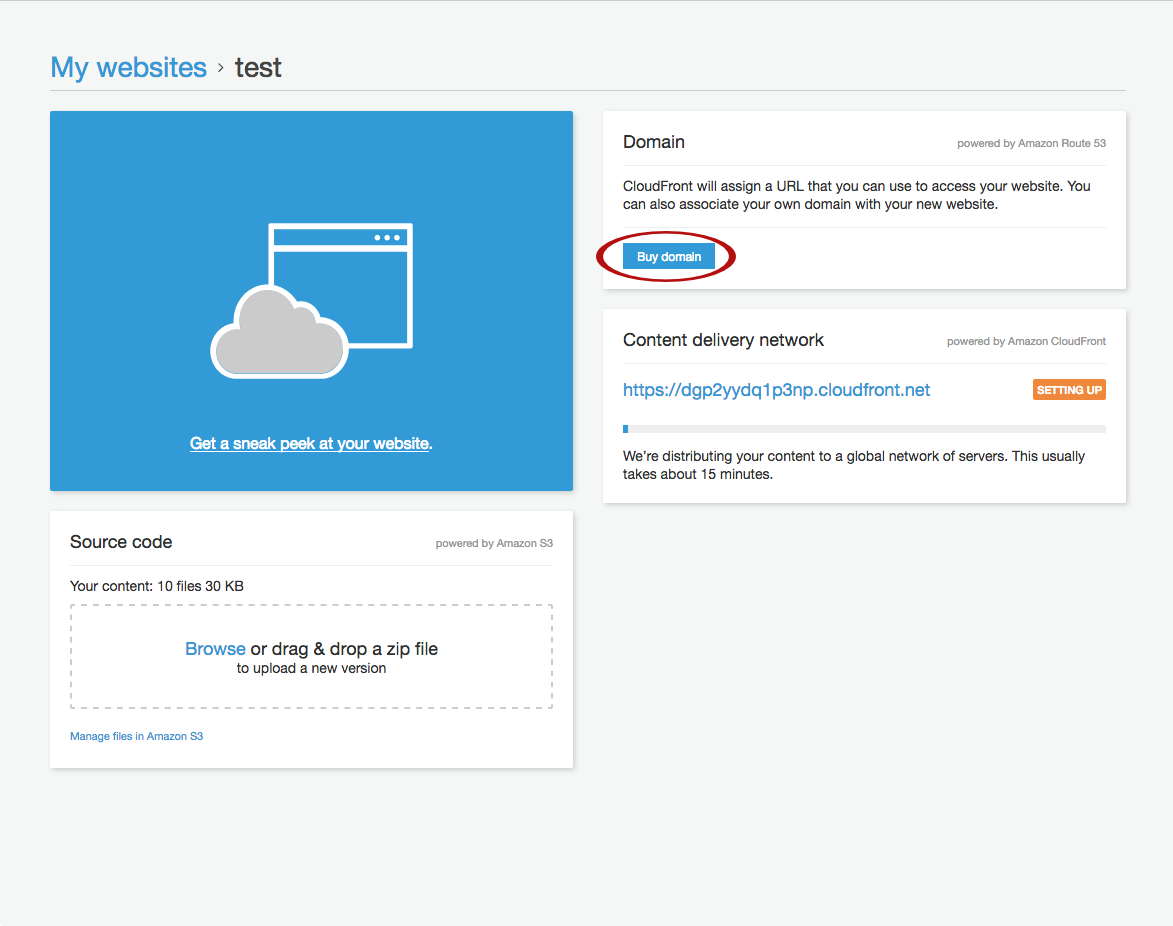 My websites › test
Get a sneak peek at your website.
Source code
powered by Amazon S3
Your content: 10 files 30 KB
Browse or drag & drop a zip file
to upload a new version
Manage files in Amazon S3
Domain
powered by Amazon Route 53
CloudFront will assign a URL that you can use to access your website. You
can also associate your own domain with your new website.
Buy domain
Content delivery network
powered by Amazon CloudFront
https://dgp2yydq1p3np.cloudfront.net
SETTING UP
We're distributing your content to a global network of servers. This usually
takes about 15 minutes.